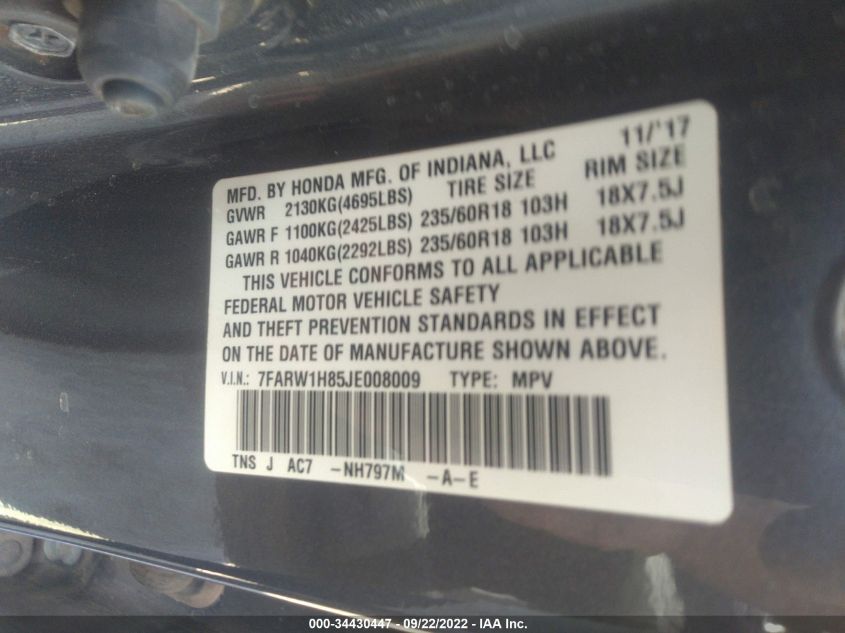 11/'17
MFD. BY HONDA MFG. OF INDIANA, LLC
GVWR 2130KG(4695LBS) TIRE SIZE RIM SIZE
GAWR F 1100KG(2425LBS) 235/60R18 103H 18X7.5J
GAWR R 1040KG(2292LBS) 235/60R18 103H 18X7.5J
THIS VEHICLE CONFORMS TO ALL APPLICABLE
FEDERAL MOTOR VEHICLE SAFETY
AND THEFT PREVENTION STANDARDS IN EFFECT
ON THE DATE OF MANUFACTURE SHOWN ABOVE.
V.I.N.: 7FARW1H85JE008009 TYPE: MPV
TNS J AC7 -NH797M -A-E
000-34430447 - 09/22/2022 - IAA Inc.